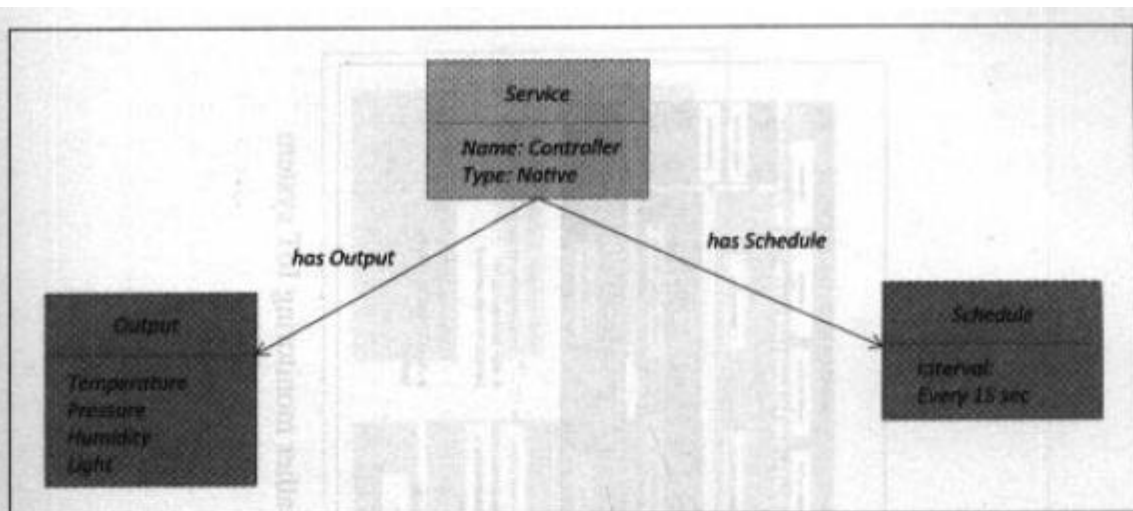 Service
Name: Controller
Type: Native
has Output
has Schedule
Output
Temperature
Pressure
Humidity
Light
Schedule
Interval:
Every 15 sec